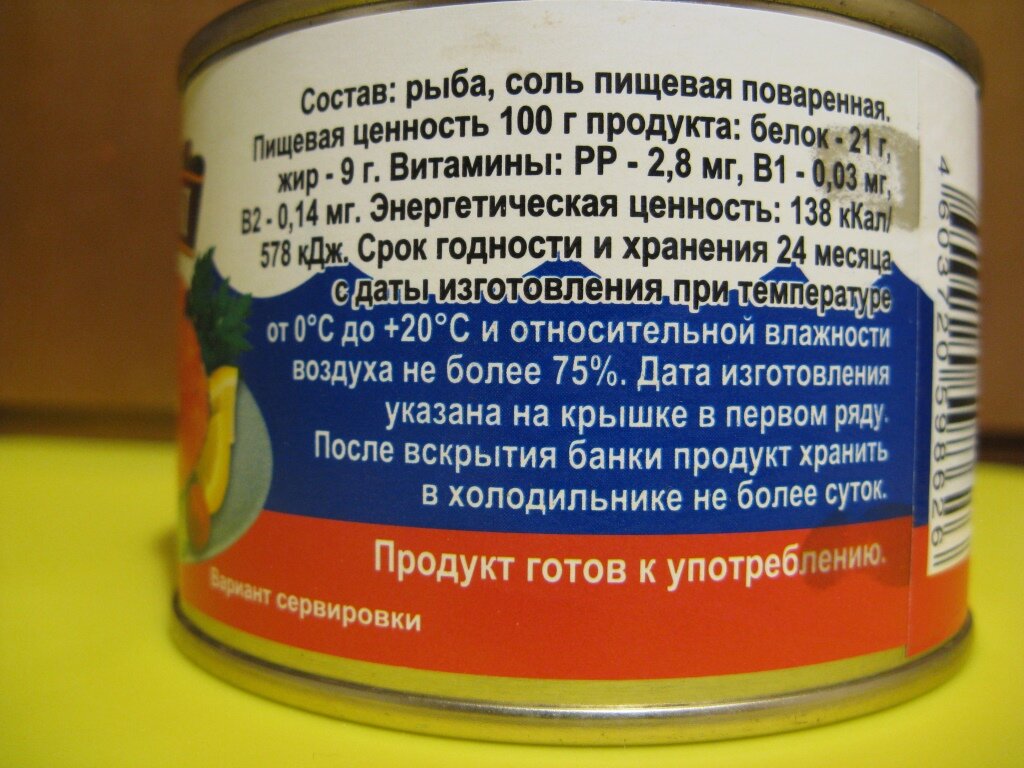 Состав: рыба, соль пищевая поваренная.
Пищевая ценность 100 г продукта: белок - 21 г,
жир - 9 г. Витамины: РР - 2,8 мг, В1 - 0,03 мг,
В2 - 0,14 мг. Энергетическая ценность: 138 кКал/
578 кДж. Срок годности и хранения 24 месяца
с даты изготовления при температуре
от 0°С до +20°С и относительной влажности
воздуха не более 75%. Дата изготовления
указана на крышке в первом ряду.
После вскрытия банки продукт хранить
в холодильнике не более суток.
Продукт готов к употреблению.
Вариант сервировки
4 603720 598626